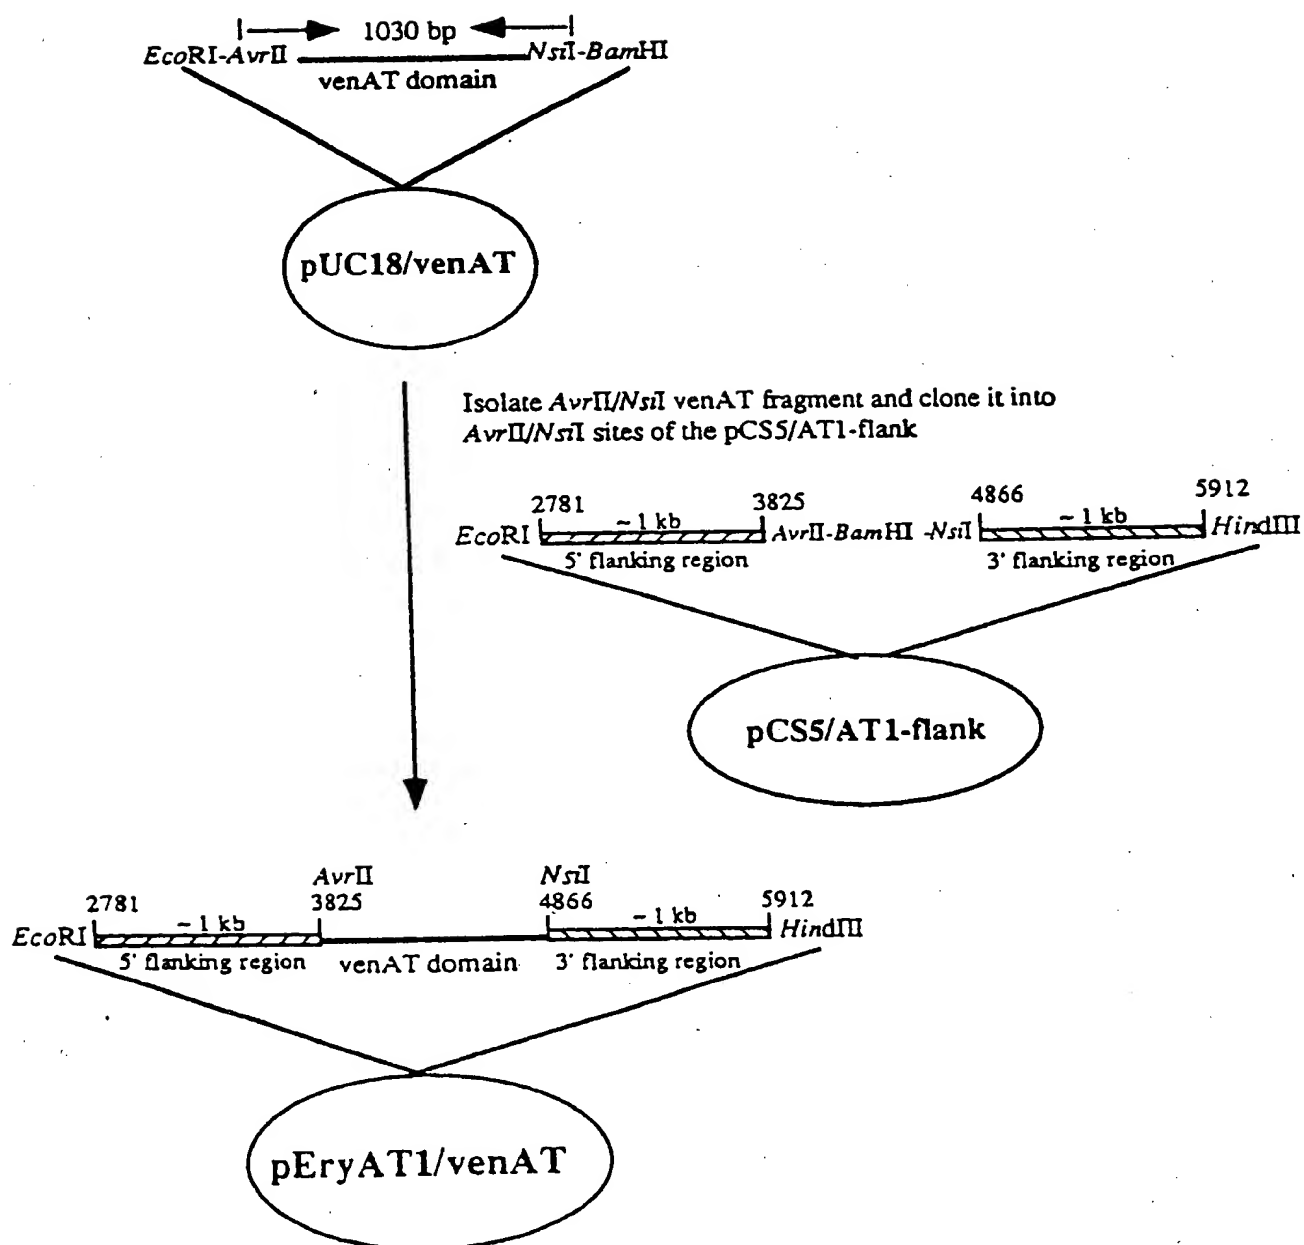 1030 bp
EcoRI-AvrII NsiI-BamHI
venAT domain
pUC18/venAT
Isolate AvrII/NsiI venAT fragment and clone it into
AvrII/NsiI sites of the pCS5/AT1-flank
2781 3825 4866 5912
EcoRI ~ 1 kb AvrII-BamHI -NsiI ~ 1 kb HindIII
5' flanking region 3' flanking region
pCS5/AT1-flank
AvrII NsiI
2781 3825 4866 5912
EcoRI ~ 1 kb ~ 1 kb HindIII
5' flanking region venAT domain 3' flanking region
pEryAT1/venAT